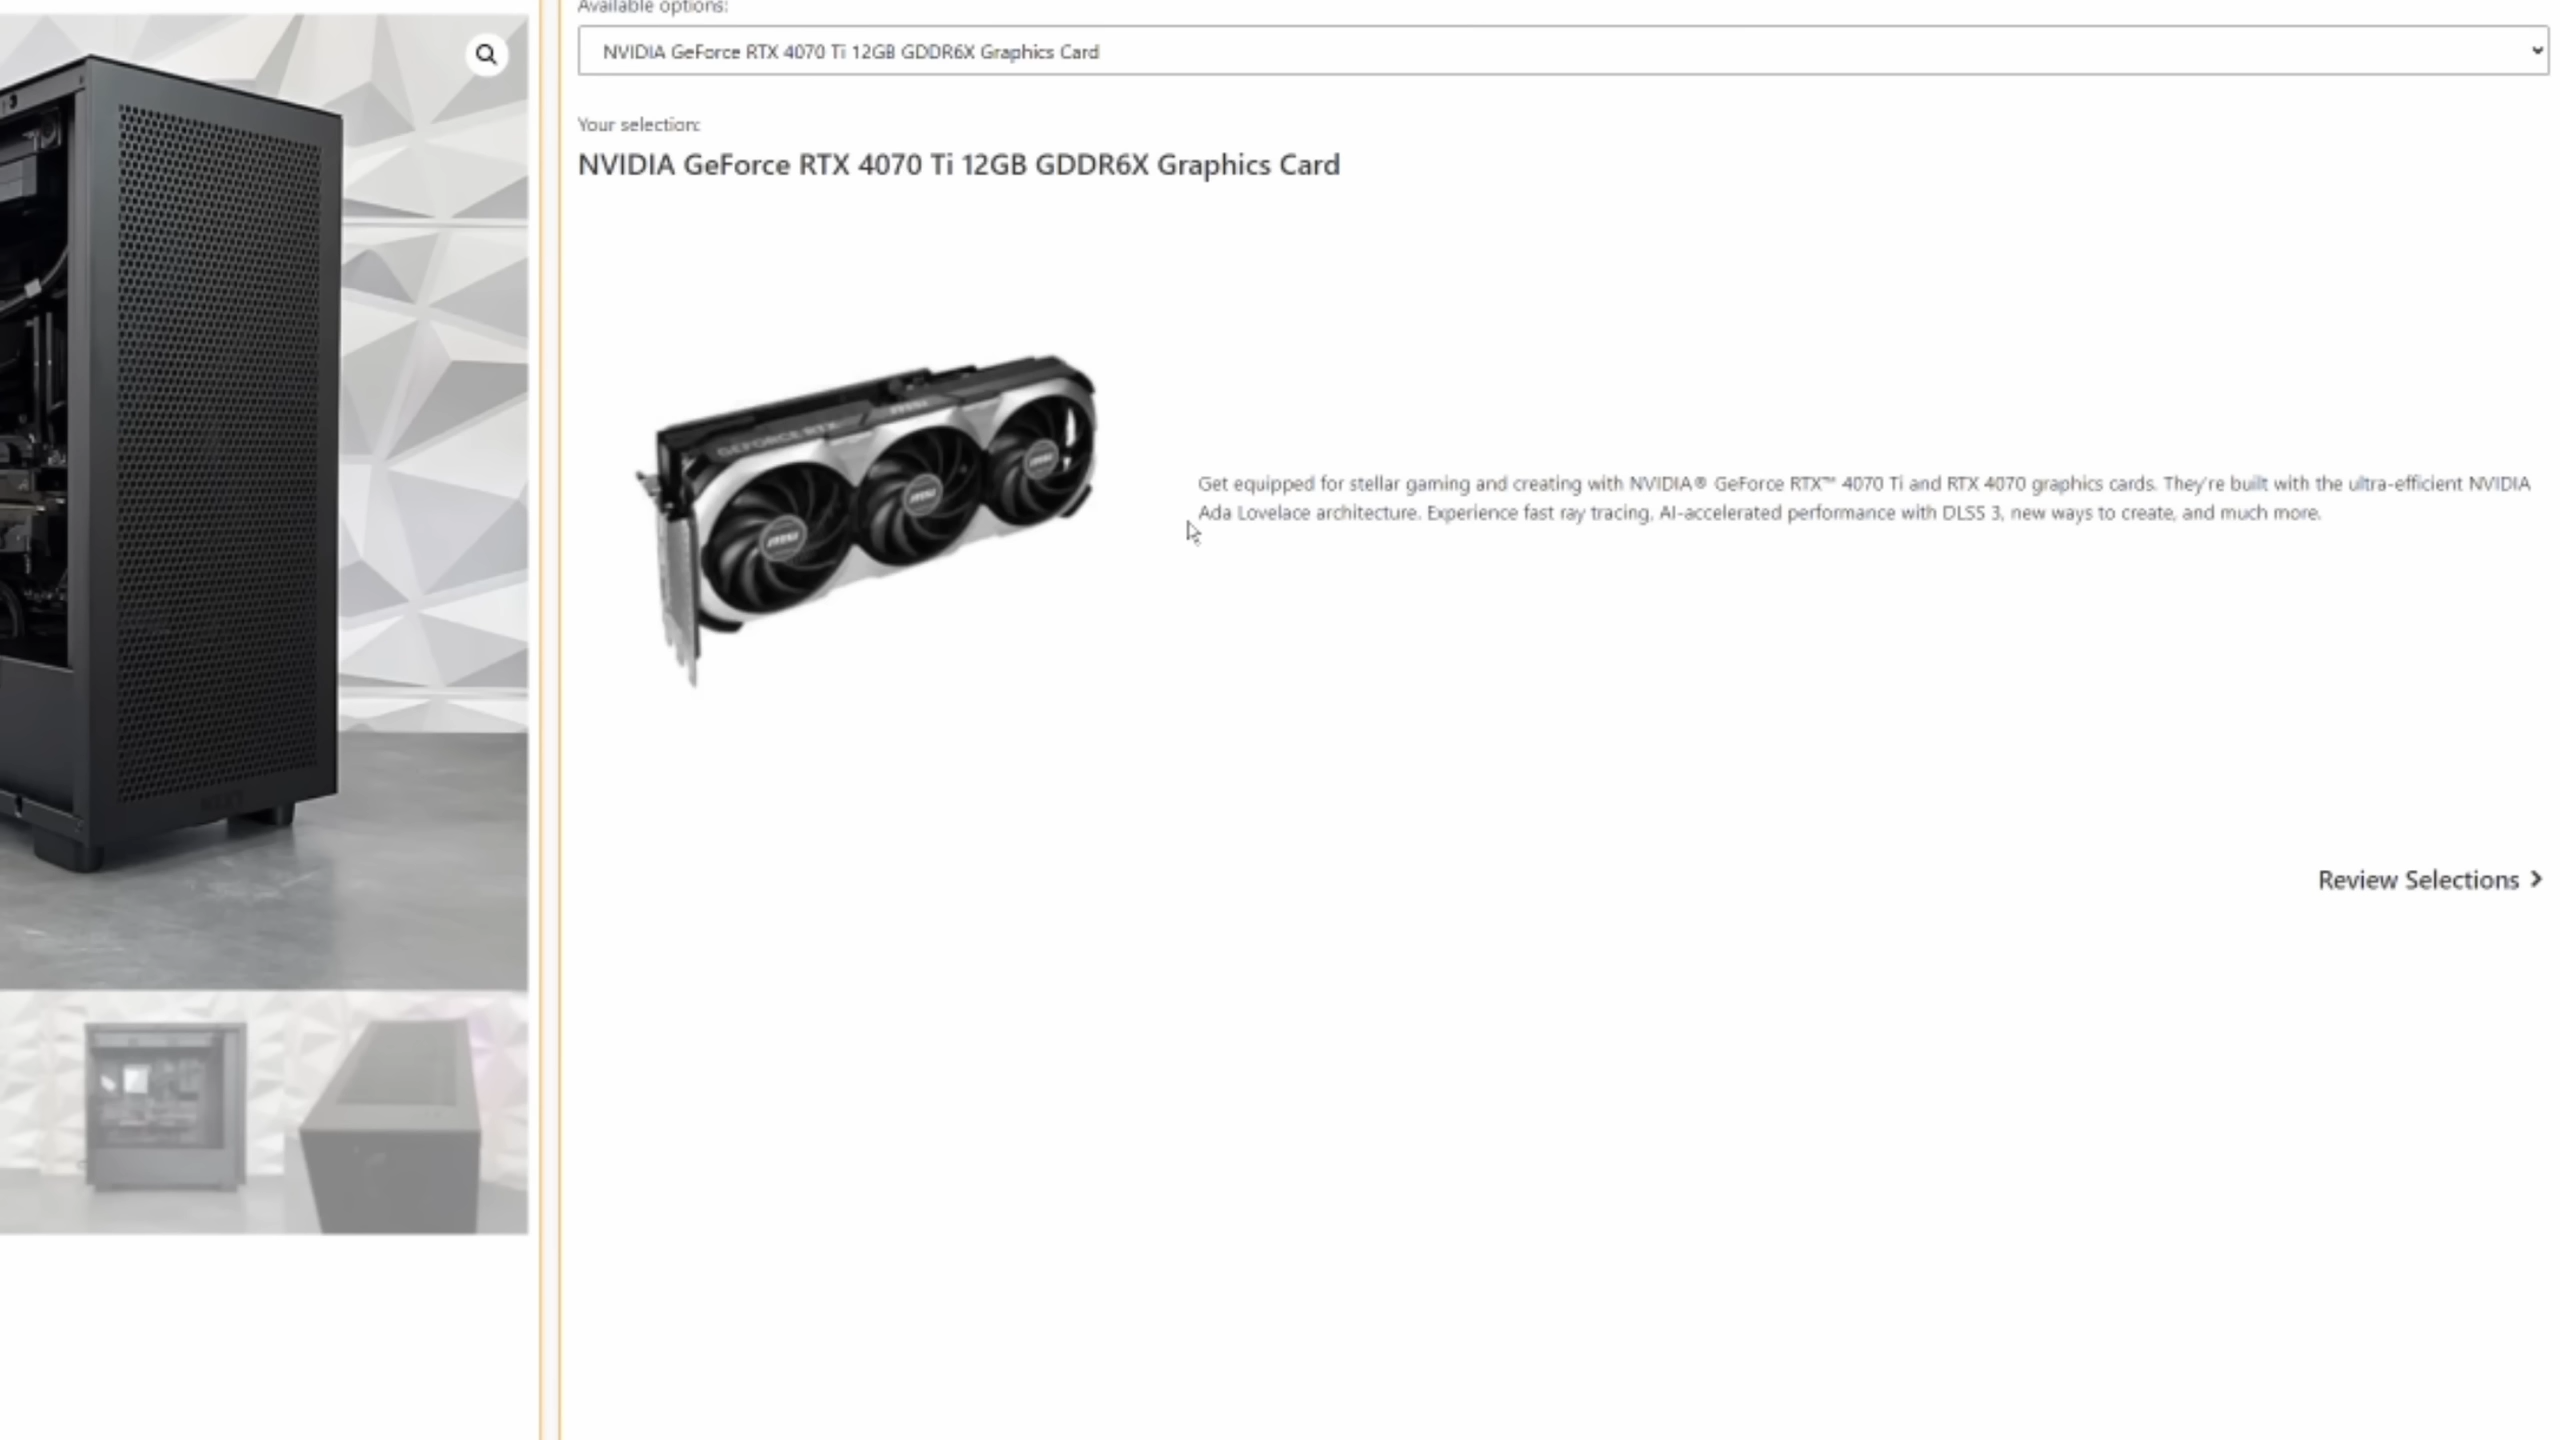 Available options:
NVIDIA GeForce RTX 4070 Ti 12GB GDDR6X Graphics Card
Your selection:
NVIDIA GeForce RTX 4070 Ti 12GB GDDR6X Graphics Card
GEFORCE RTX
Get equipped for stellar gaming and creating with NVIDIA® GeForce RTX™ 4070 Ti and RTX 4070 graphics cards. They're built with the ultra-efficient NVIDIA
Ada Lovelace architecture. Experience fast ray tracing, AI-accelerated performance with DLSS 3, new ways to create, and much more.
Review Selections
NZXT